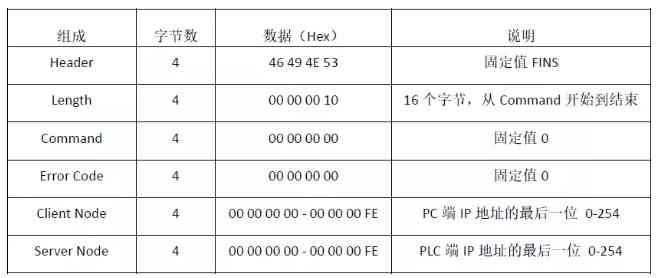 组成 字节数 数据（Hex） 说明
Header 4 46 49 4E 53 固定值 FINS
Length 4 00 00 00 10 16 个字节，从 Command 开始到结束
Command 4 00 00 00 00 固定值 0
Error Code 4 00 00 00 00 固定值 0
Client Node 4 00 00 00 00 - 00 00 00 FE PC 端 IP 地址的最后一位 0-254
Server Node 4 00 00 00 00 - 00 00 00 FE PLC 端 IP 地址的最后一位 0-254